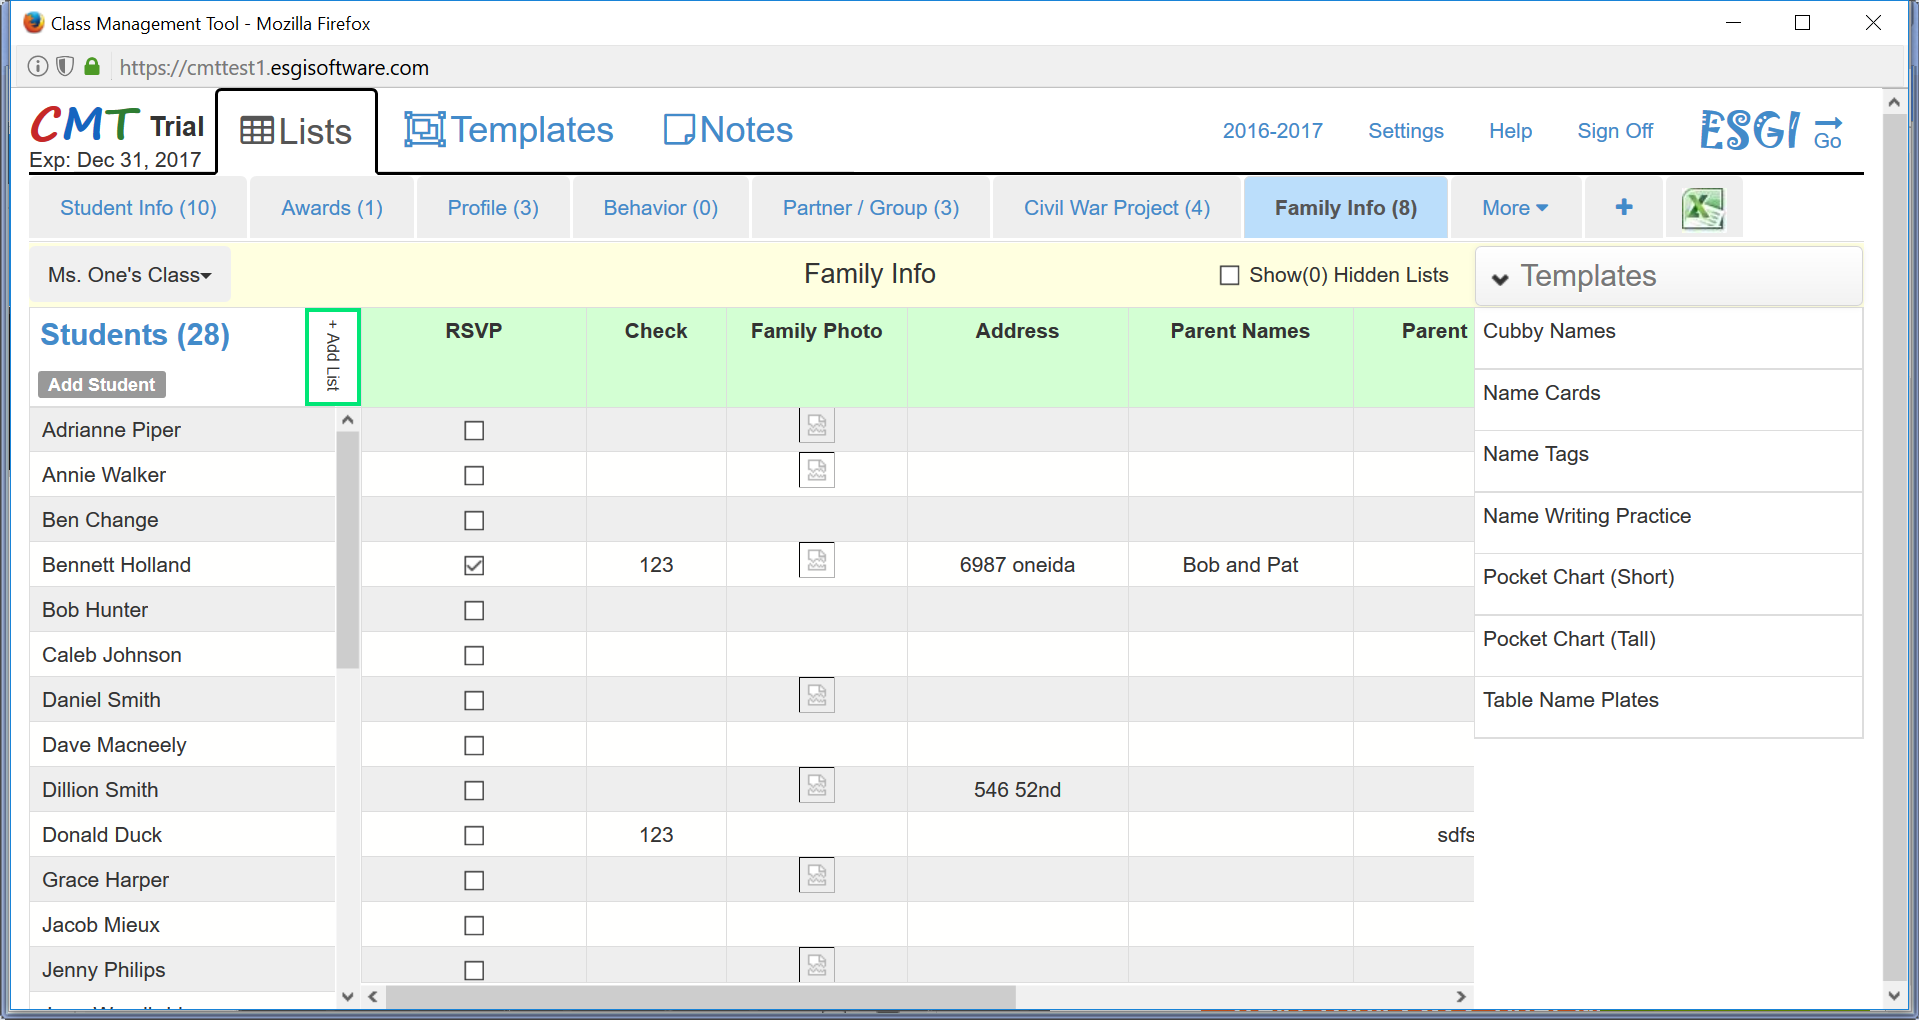 Class Management Tool - Mozilla Firefox
https://cmttest1.esgisoftware.com
CMT Trial
Exp: Dec 31, 2017
Lists
Templates
Notes
2016-2017
Settings
Help
Sign Off
ESGI
Go
Student Info (10)
Awards (1)
Profile (3)
Behavior (0)
Partner / Group (3)
Civil War Project (4)
Family Info (8)
More
+
Ms. One's Class
Family Info
Show(0) Hidden Lists
Templates
Students (28)
Add Student
+ Add List
RSVP
Check
Family Photo
Address
Parent Names
Parent
Cubby Names
Name Cards
Name Tags
Name Writing Practice
Pocket Chart (Short)
Pocket Chart (Tall)
Table Name Plates
Adrianne Piper
Annie Walker
Ben Change
Bennett Holland 123 6987 oneida Bob and Pat
Bob Hunter
Caleb Johnson
Daniel Smith
Dave Macneely
Dillion Smith 546 52nd
Donald Duck 123 sdfs
Grace Harper
Jacob Mieux
Jenny Philips